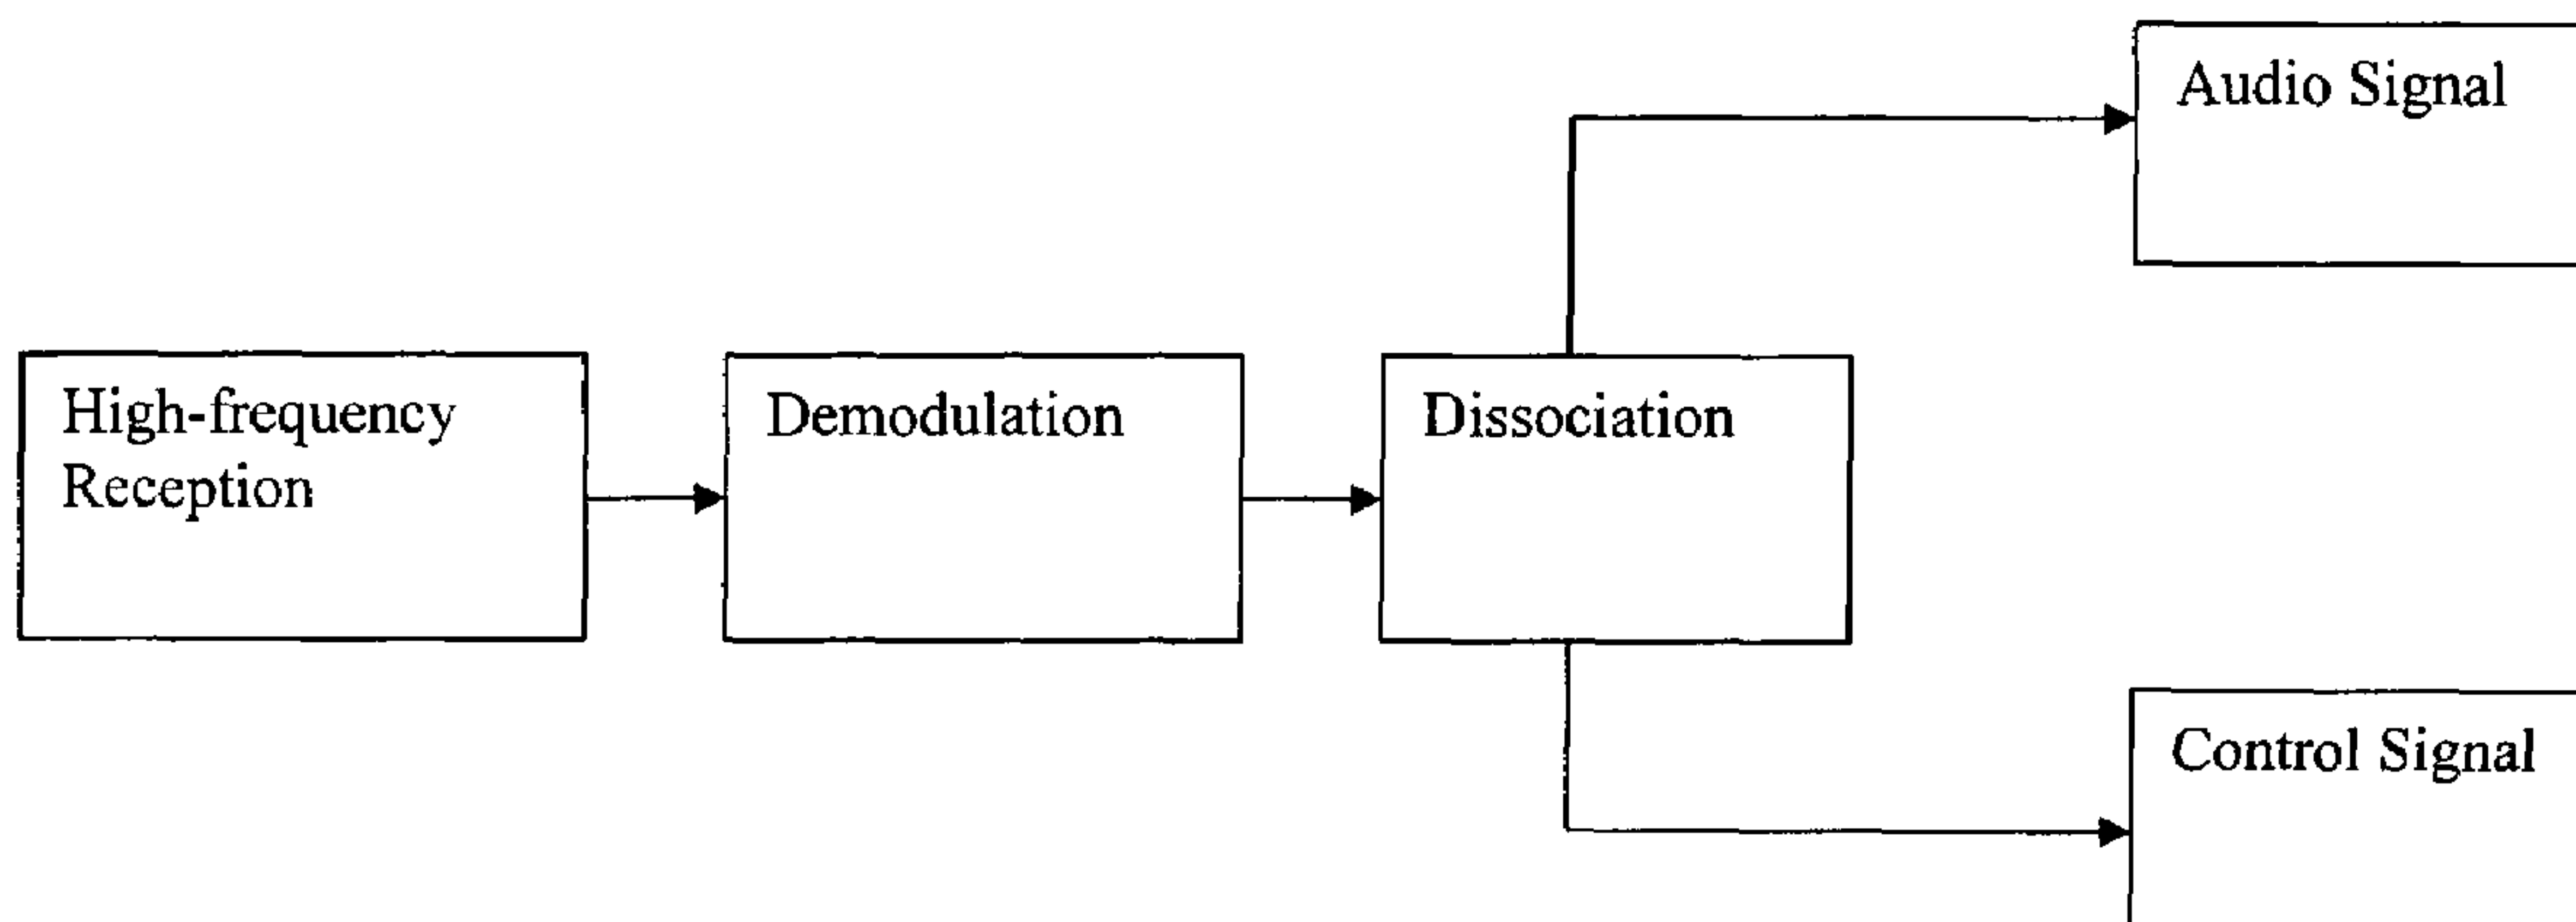 Audio Signal
High-frequency
Reception
Demodulation
Dissociation
Control Signal